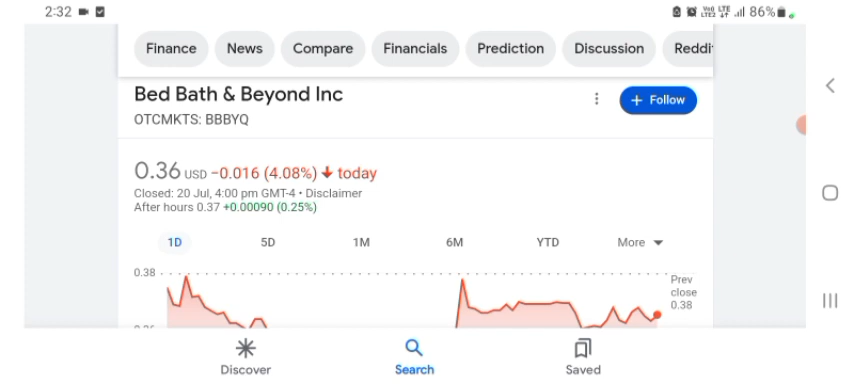 2:32
Voo LTE
LTE2
86%
Finance News Compare Financials Prediction Discussion Reddi
Bed Bath & Beyond Inc
+ Follow
OTCMKTS: BBBYQ
0.36 USD −0.016 (4.08%) today
Closed: 20 Jul, 4:00 pm GMT-4 • Disclaimer
After hours 0.37 +0.00090 (0.25%)
1D 5D 1M 6M YTD More
0.38
Prev
close
0.38
Discover Search Saved